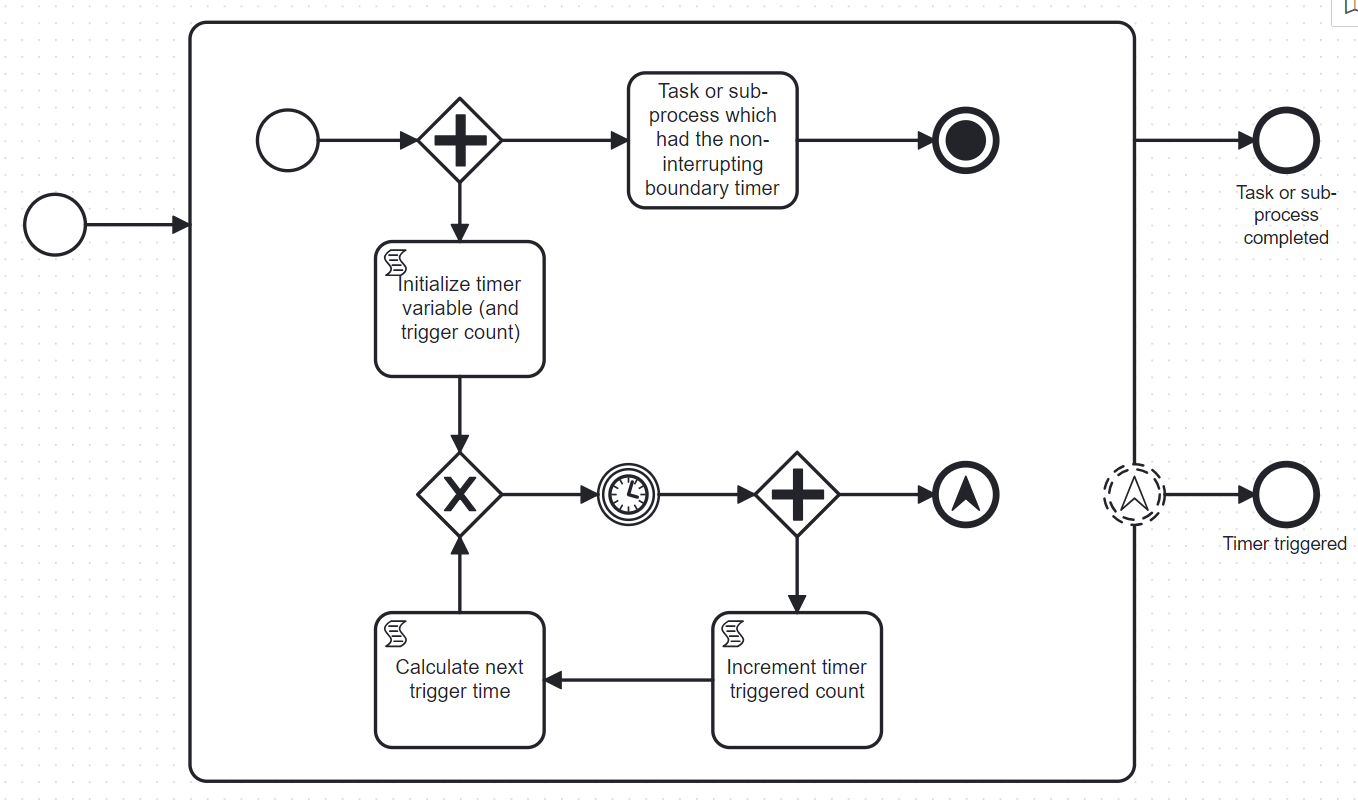 Task or sub-
process which
had the non-
interrupting
boundary timer
Task or sub-
process
completed
Initialize timer
variable (and
trigger count)
Timer triggered
Calculate next
trigger time
Increment timer
triggered count